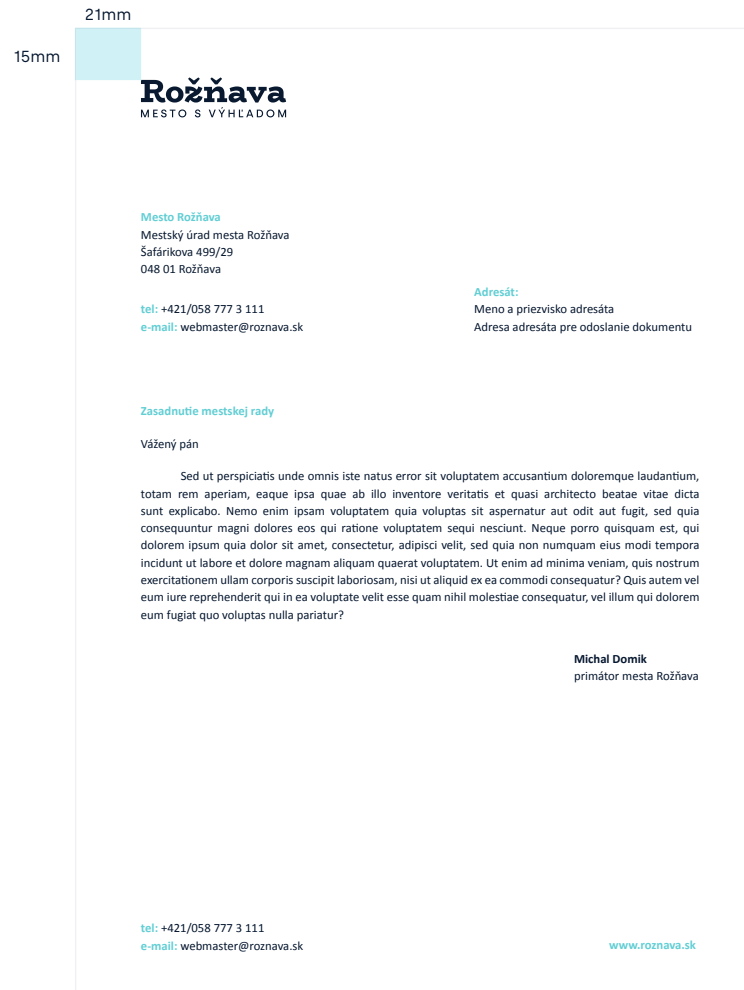 21mm
15mm
Rožňava
MESTO S VÝHĽADOM
Mesto Rožňava
Mestský úrad mesta Rožňava
Šafárikova 499/29
048 01 Rožňava
tel: +421/058 777 3 111
e-mail: webmaster@roznava.sk
Adresát:
Meno a priezvisko adresáta
Adresa adresáta pre odoslanie dokumentu
Zasadnutie mestskej rady
Vážený pán
Sed ut perspiciatis unde omnis iste natus error sit voluptatem accusantium doloremque laudantium,
totam rem aperiam, eaque ipsa quae ab illo inventore veritatis et quasi architecto beatae vitae dicta
sunt explicabo. Nemo enim ipsam voluptatem quia voluptas sit aspernatur aut odit aut fugit, sed quia
consequuntur magni dolores eos qui ratione voluptatem sequi nesciunt. Neque porro quisquam est, qui
dolorem ipsum quia dolor sit amet, consectetur, adipisci velit, sed quia non numquam eius modi tempora
incidunt ut labore et dolore magnam aliquam quaerat voluptatem. Ut enim ad minima veniam, quis nostrum
exercitationem ullam corporis suscipit laboriosam, nisi ut aliquid ex ea commodi consequatur? Quis autem vel
eum iure reprehenderit qui in ea voluptate velit esse quam nihil molestiae consequatur, vel illum qui dolorem
eum fugiat quo voluptas nulla pariatur?
Michal Domik
primátor mesta Rožňava
tel: +421/058 777 3 111
e-mail: webmaster@roznava.sk
www.roznava.sk